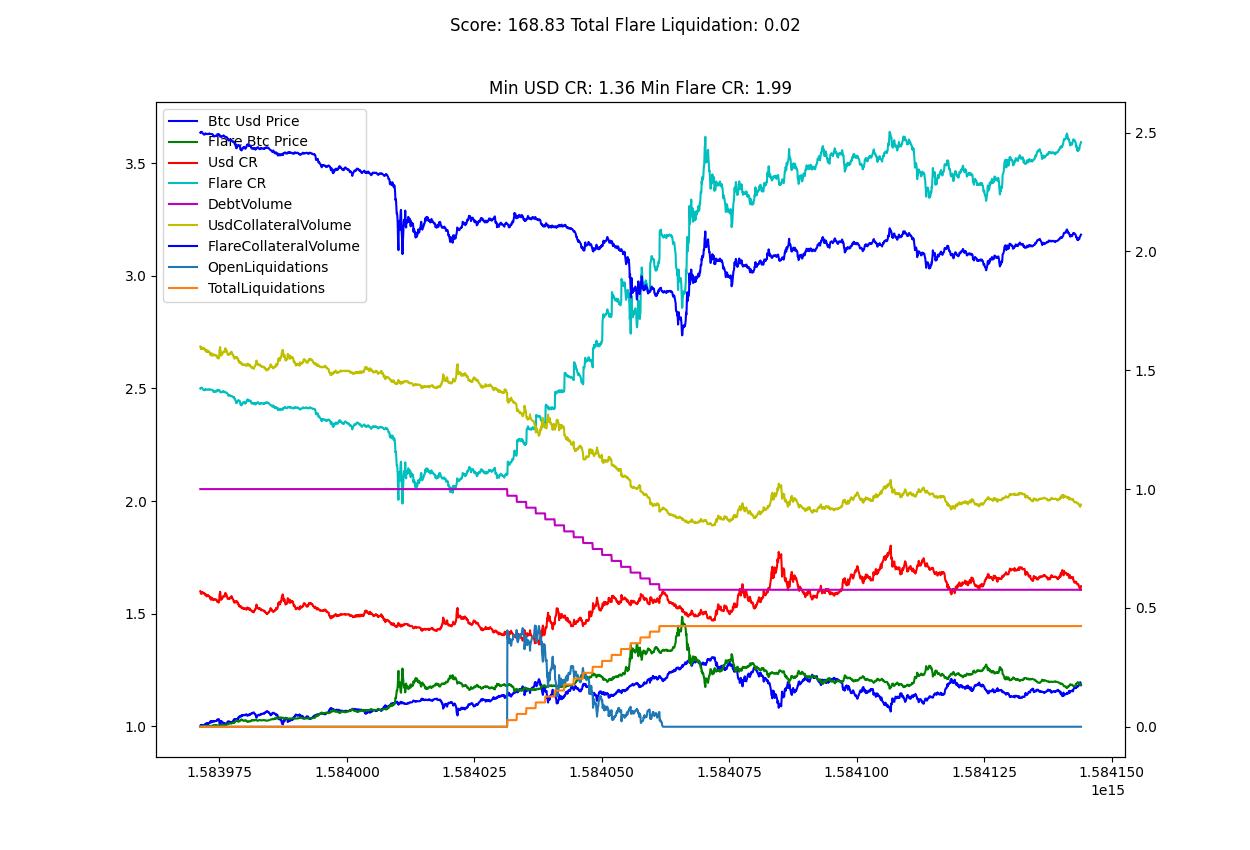 Score: 168.83 Total Flare Liquidation: 0.02
Min USD CR: 1.36 Min Flare CR: 1.99
Btc Usd Price
Flare Btc Price
Usd CR
Flare CR
DebtVolume
UsdCollateralVolume
FlareCollateralVolume
OpenLiquidations
TotalLiquidations
3.5
3.0
2.5
2.0
1.5
1.0
2.5
2.0
1.5
1.0
0.5
0.0
1.583975 1.584000 1.584025 1.584050 1.584075 1.584100 1.584125 1.584150
1e15